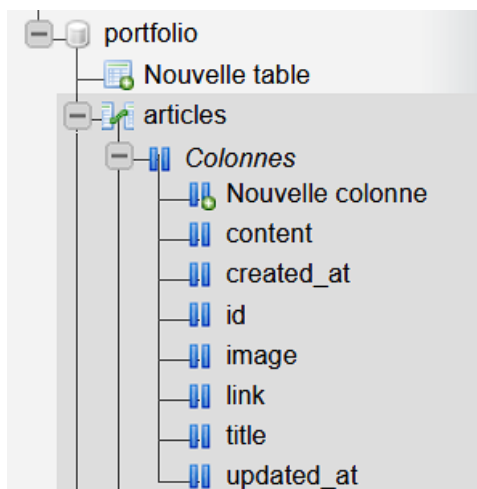 portfolio
Nouvelle table
articles
Colonnes
Nouvelle colonne
content
created_at
id
image
link
title
updated_at